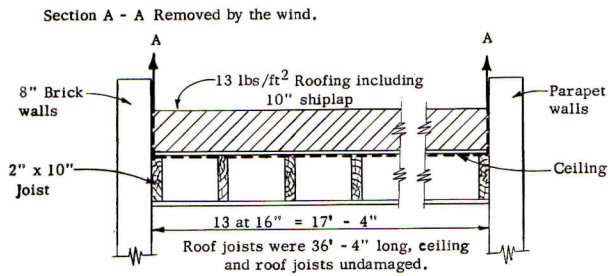 Section A - A Removed by the wind.
A
A
8" Brick
walls
13 lbs/ft² Roofing including
10" shiplap
Parapet
walls
2" x 10"
Joist
Ceiling
13 at 16" = 17' - 4"
Roof joists were 36' - 4" long, ceiling
and roof joists undamaged.